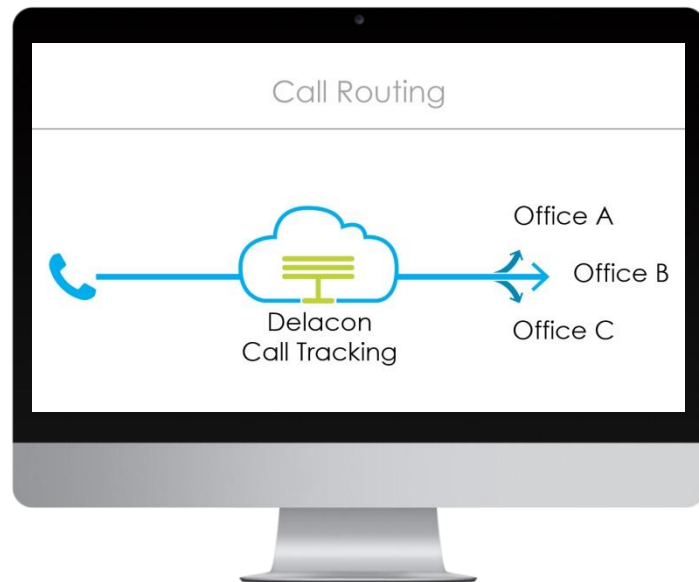 Call Routing
Office A
Office B
Office C
Delacon
Call Tracking